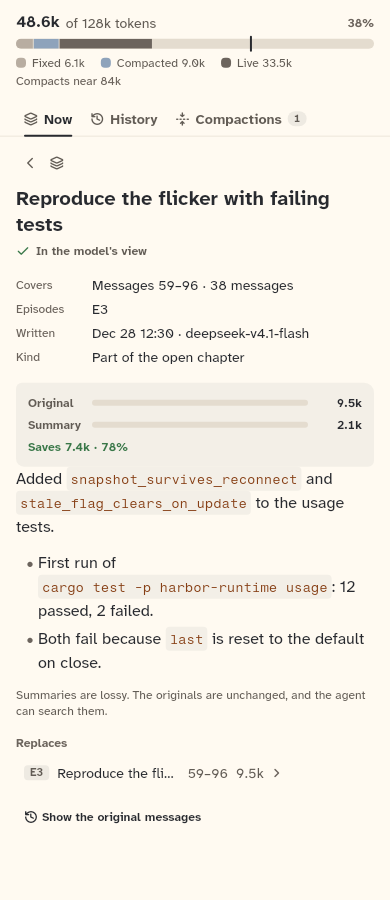 48.6k of 128k tokens 38%
Fixed 6.1k Compacted 9.0k Live 33.5k
Compacts near 84k
Now History Compactions 1
Reproduce the flicker with failing
tests
In the model's view
Covers Messages 59–96 · 38 messages
Episodes E3
Written Dec 28 12:30 · deepseek-v4.1-flash
Kind Part of the open chapter
Original 9.5k
Summary 2.1k
Saves 7.4k · 78%
Added snapshot_survives_reconnect and
stale_flag_clears_on_update to the usage
tests.
• First run of
cargo test -p harbor-runtime usage: 12
passed, 2 failed.
• Both fail because last is reset to the default
on close.
Summaries are lossy. The originals are unchanged, and the agent
can search them.
Replaces
E3 Reproduce the fli... 59–96 9.5k
Show the original messages